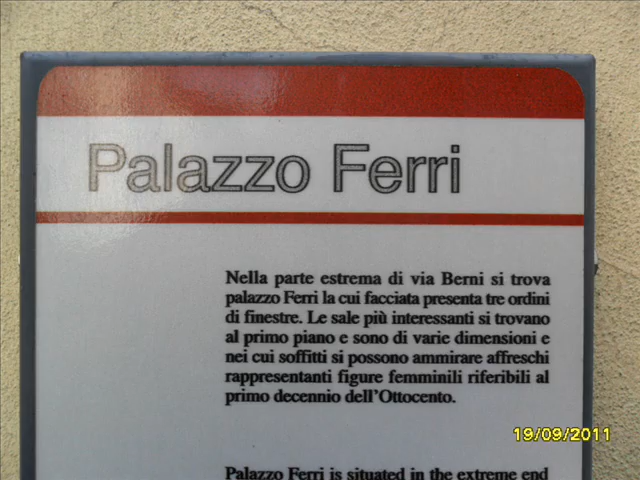 Palazzo Ferri
Nella parte estrema di via Berni si trova
palazzo Ferri la cui facciata presenta tre ordini
di finestre. Le sale più interessanti si trovano
al primo piano e sono di varie dimensioni e
nei cui soffitti si possono ammirare affreschi
rappresentanti figure femminili riferibili al
primo decennio dell'Ottocento.
Palazzo Ferri is situated in the extreme end
19/09/2011